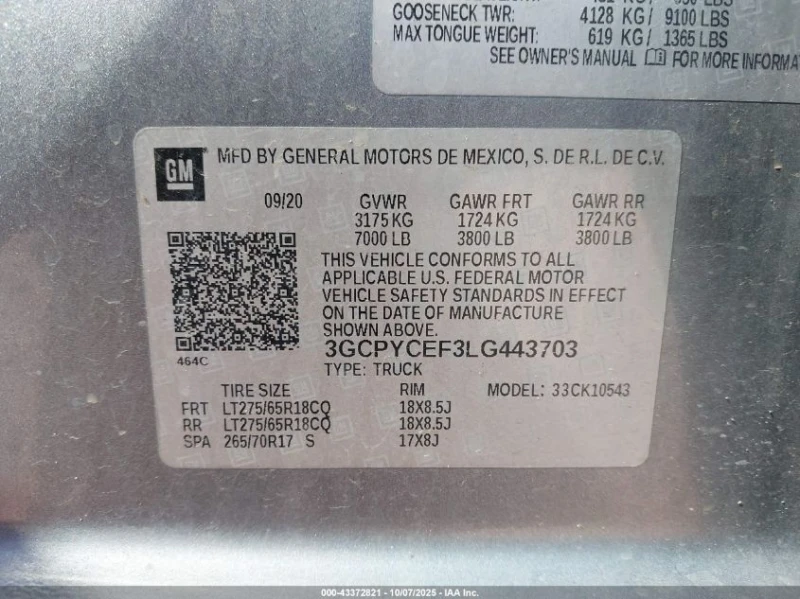 GOOSENECK TWR: 4128 KG/ 9100 LBS
MAX TONGUE WEIGHT: 619 KG/ 1365 LBS
SEE OWNER'S MANUAL FOR MORE INFORMA
GM
MFD BY GENERAL MOTORS DE MEXICO, S. DE R.L. DE C.V.
09/20 GVWR GAWR FRT GAWR RR
3175 KG 1724 KG 1724 KG
7000 LB 3800 LB 3800 LB
THIS VEHICLE CONFORMS TO ALL
APPLICABLE U.S. FEDERAL MOTOR
VEHICLE SAFETY STANDARDS IN EFFECT
ON THE DATE OF MANUFACTURE
SHOWN ABOVE.
3GCPYCEF3LG443703
464C
TYPE: TRUCK
TIRE SIZE RIM MODEL: 33CK10543
FRT LT275/65R18CQ 18X8.5J
RR LT275/65R18CQ 18X8.5J
SPA 265/70R17 S 17X8J
000-43372821 - 10/07/2025 - IAA Inc.